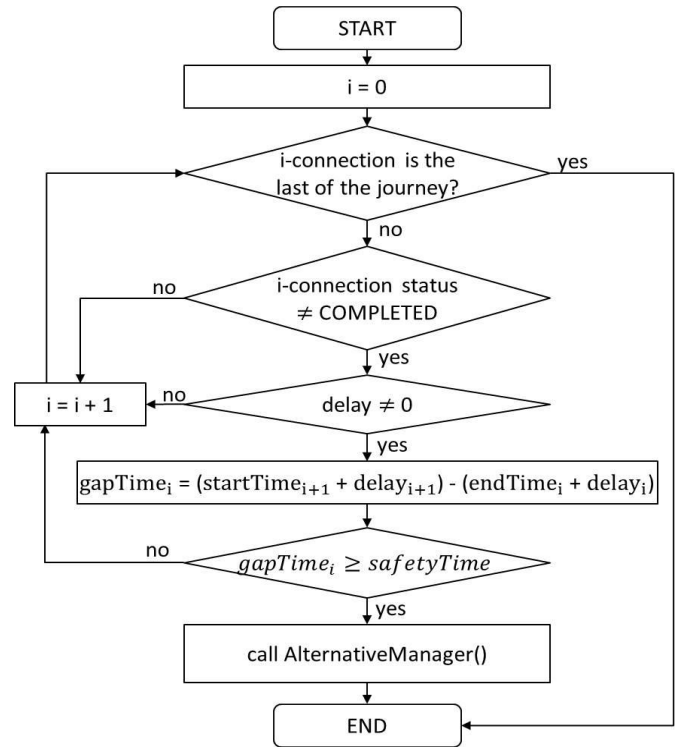 START
i = 0
i-connection is the
last of the journey?
yes
no
i-connection status
≠ COMPLETED
no
yes
i = i + 1
no
delay ≠ 0
yes
gapTimeᵢ = (startTimeᵢ₊₁ + delayᵢ₊₁) - (endTimeᵢ + delayᵢ)
no
gapTimeᵢ ≥ safetyTime
yes
call AlternativeManager()
END